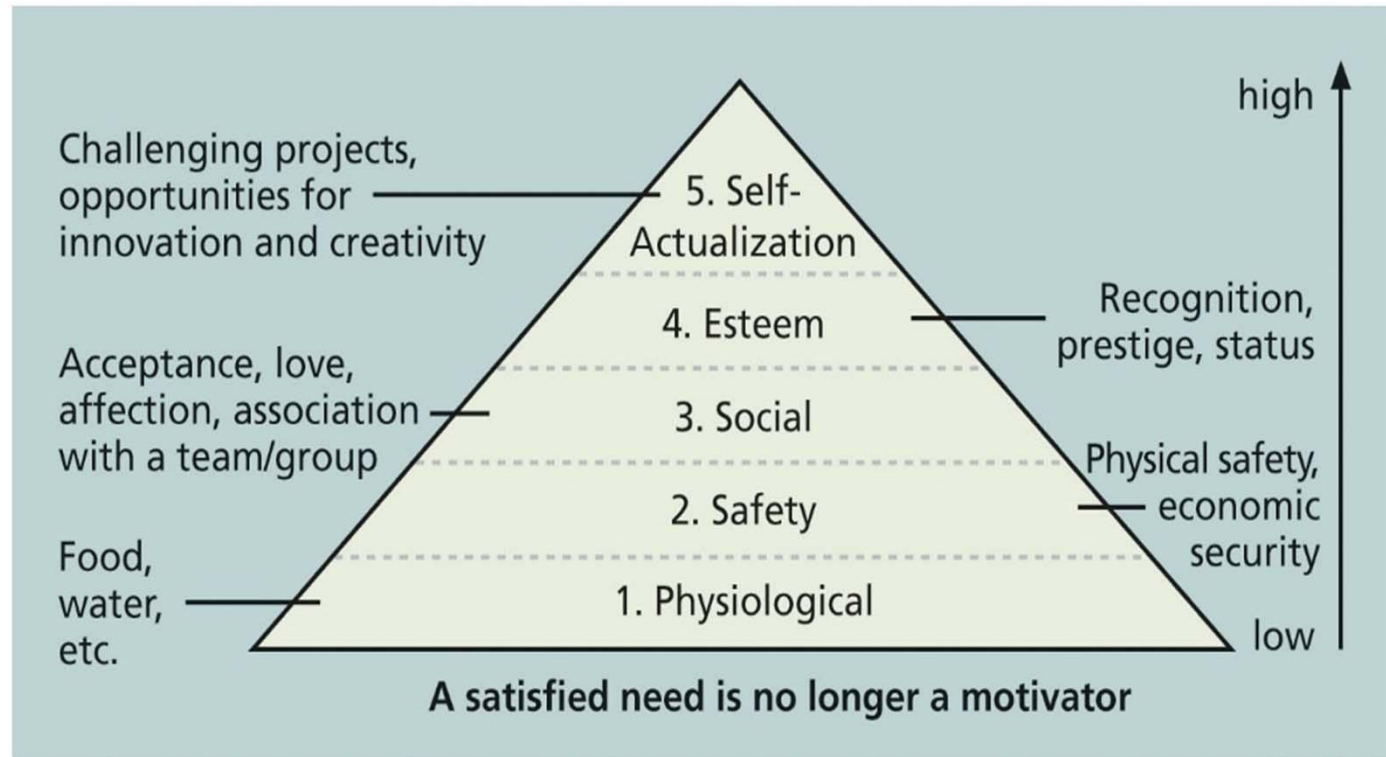 high
Challenging projects,
opportunities for
innovation and creativity
5. Self-
Actualization
Recognition,
prestige, status
4. Esteem
Acceptance, love,
affection, association
with a team/group
3. Social
Physical safety,
economic
security
2. Safety
Food,
water,
etc.
1. Physiological
low
A satisfied need is no longer a motivator